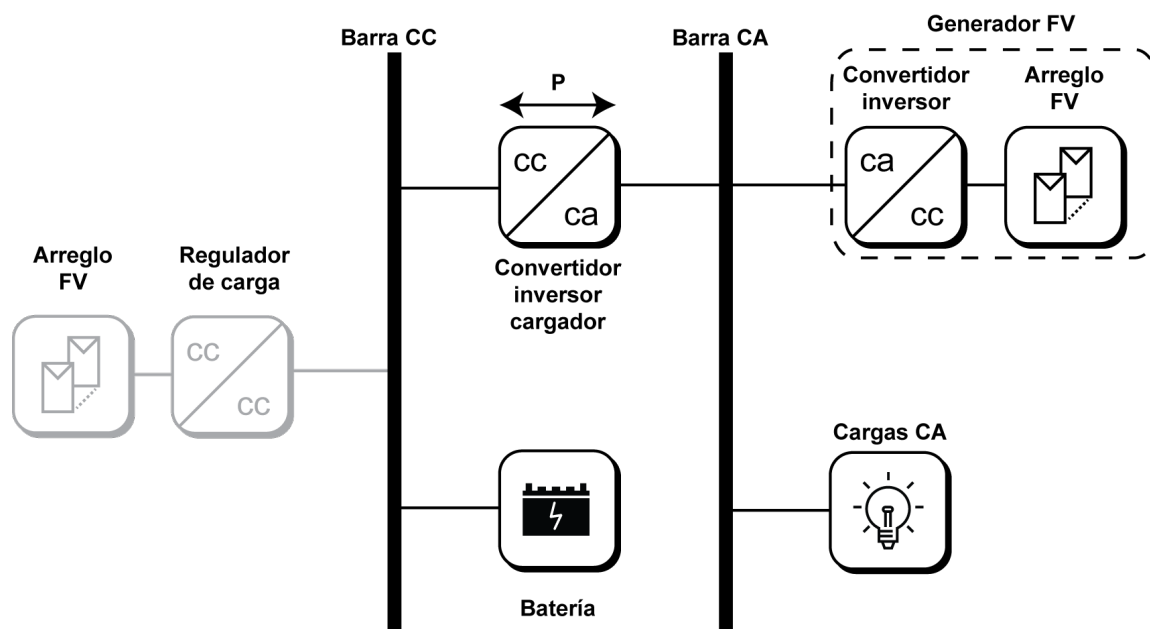 Generador FV
Barra CC
Barra CA
Convertidor
inversor
Arreglo
FV
P
cc
ca
ca
cc
Convertidor
inversor
cargador
Arreglo
FV
Regulador
de carga
cc
cc
Cargas CA
Batería